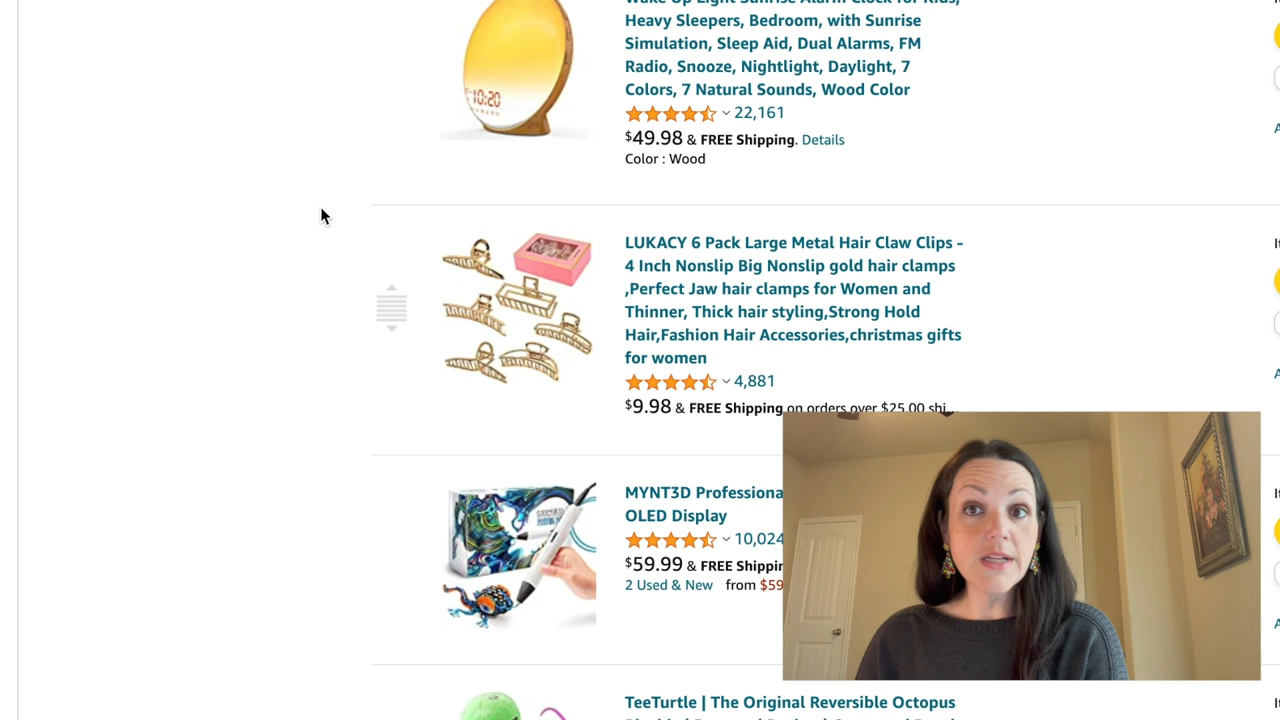 Wake Up Light Sunrise Alarm Clock for Kids,
Heavy Sleepers, Bedroom, with Sunrise
Simulation, Sleep Aid, Dual Alarms, FM
Radio, Snooze, Nightlight, Daylight, 7
Colors, 7 Natural Sounds, Wood Color
22,161
$49.98 & FREE Shipping. Details
Color : Wood
10:20
LUKACY 6 Pack Large Metal Hair Claw Clips -
4 Inch Nonslip Big Nonslip gold hair clamps
,Perfect Jaw hair clamps for Women and
Thinner, Thick hair styling,Strong Hold
Hair,Fashion Hair Accessories,christmas gifts
for women
4,881
$9.98 & FREE Shipping on orders over $25.00 shi...
MYNT3D Professiona
OLED Display
10,024
$59.99 & FREE Shippin
2 Used & New from $59
TeeTurtle | The Original Reversible Octopus